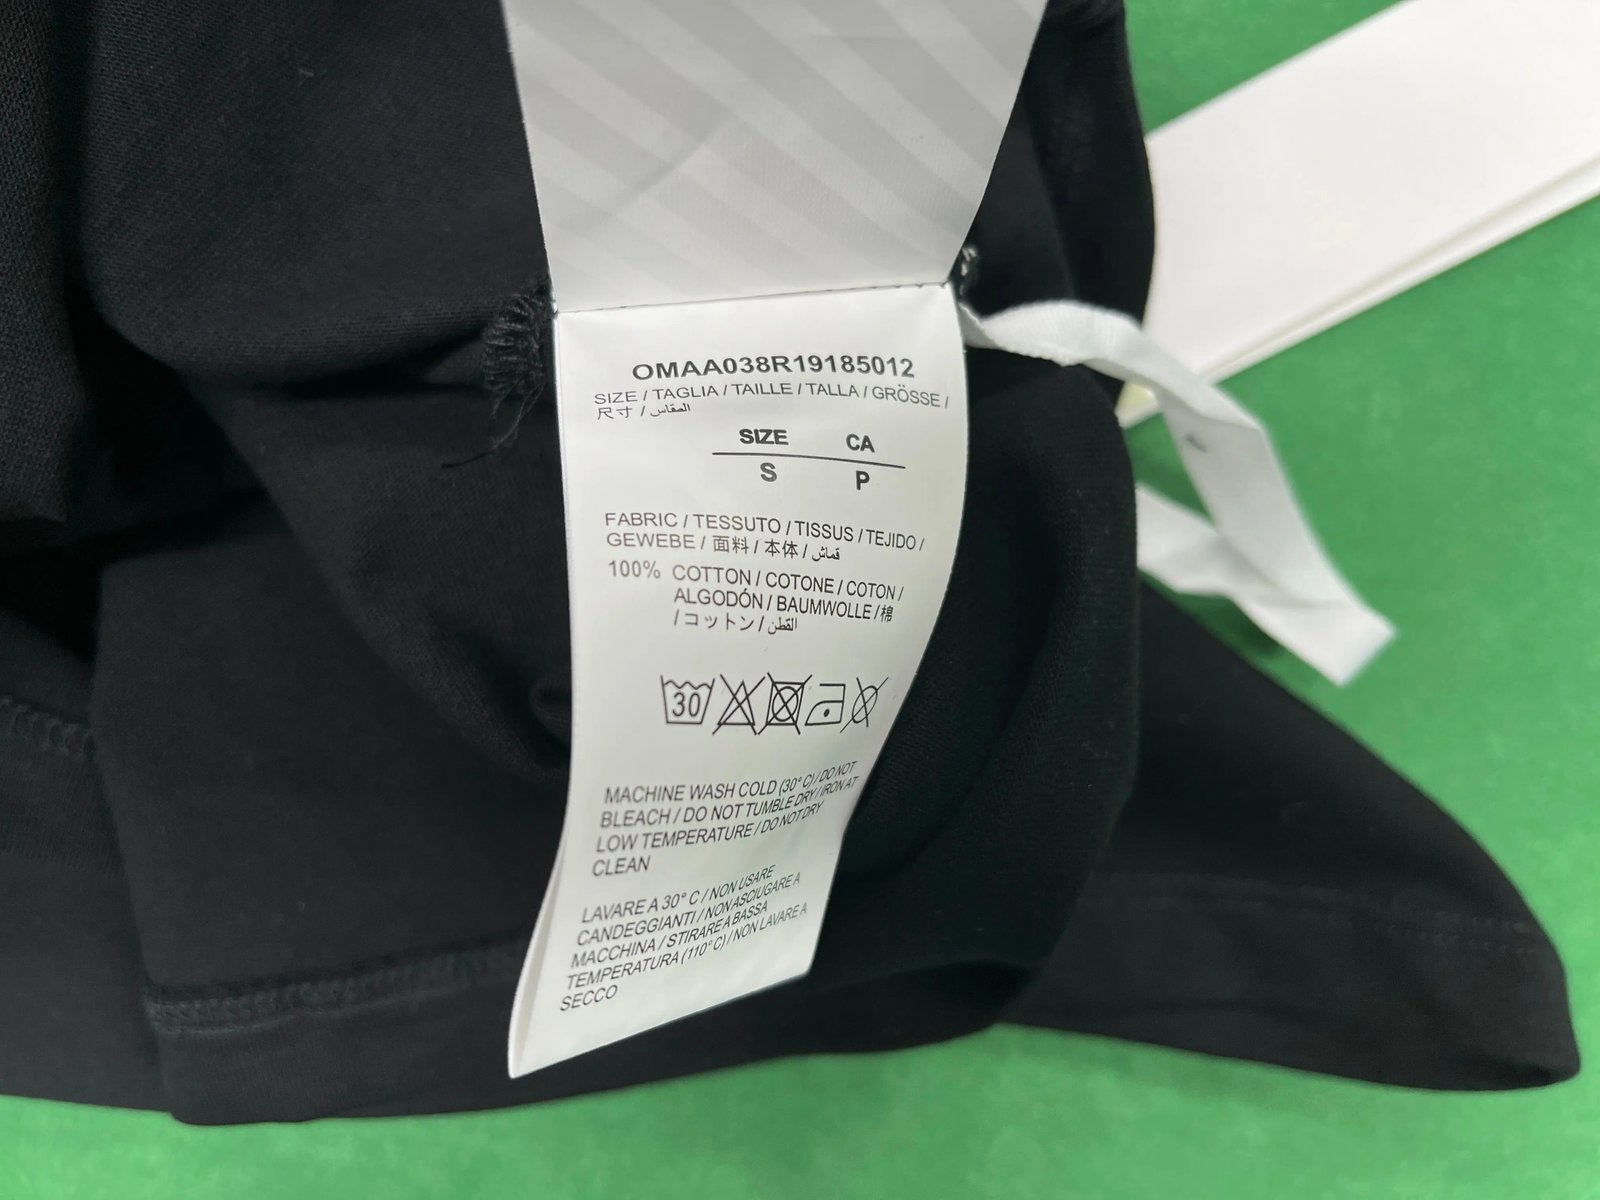 OMAA038R19185012
SIZE / TAGLIA / TAILLE / TALLA / GRÖSSE /
尺寸 / المقاس
SIZE CA
S P
FABRIC / TESSUTO / TISSUS / TEJIDO /
GEWEBE / 面料 / 本体 / قماش
100% COTTON / COTONE / COTON /
ALGODÓN / BAUMWOLLE / 棉
/ コットン / القطن
30
MACHINE WASH COLD (30° C) / DO NOT
BLEACH / DO NOT TUMBLE DRY / IRON AT
LOW TEMPERATURE / DO NOT DRY
CLEAN
LAVARE A 30° C / NON USARE
CANDEGGIANTI / NON ASCIUGARE A
MACCHINA / STIRARE A BASSA
TEMPERATURA (110° C) / NON LAVARE A
SECCO